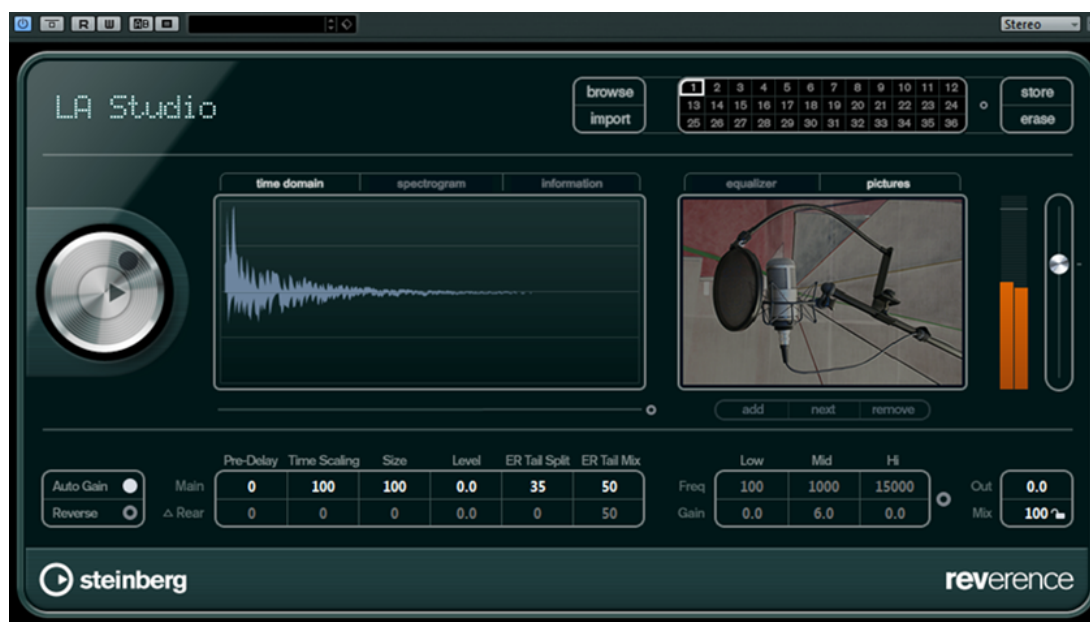 R W AB Stereo
LA Studio
browse
import
1 2 3 4 5 6 7 8 9 10 11 12
13 14 15 16 17 18 19 20 21 22 23 24
25 26 27 28 29 30 31 32 33 34 35 36
store
erase
time domain spectrogram information
equalizer pictures
add next remove
Pre-Delay Time Scaling Size Level ER Tail Split ER Tail Mix
Low Mid Hi
Auto Gain Main 0 100 100 0.0 35 50 Freq 100 1000 15000 Out 0.0
Reverse △ Rear 0 0 0 0.0 0 50 Gain 0.0 6.0 0.0 Mix 100
steinberg
reverence